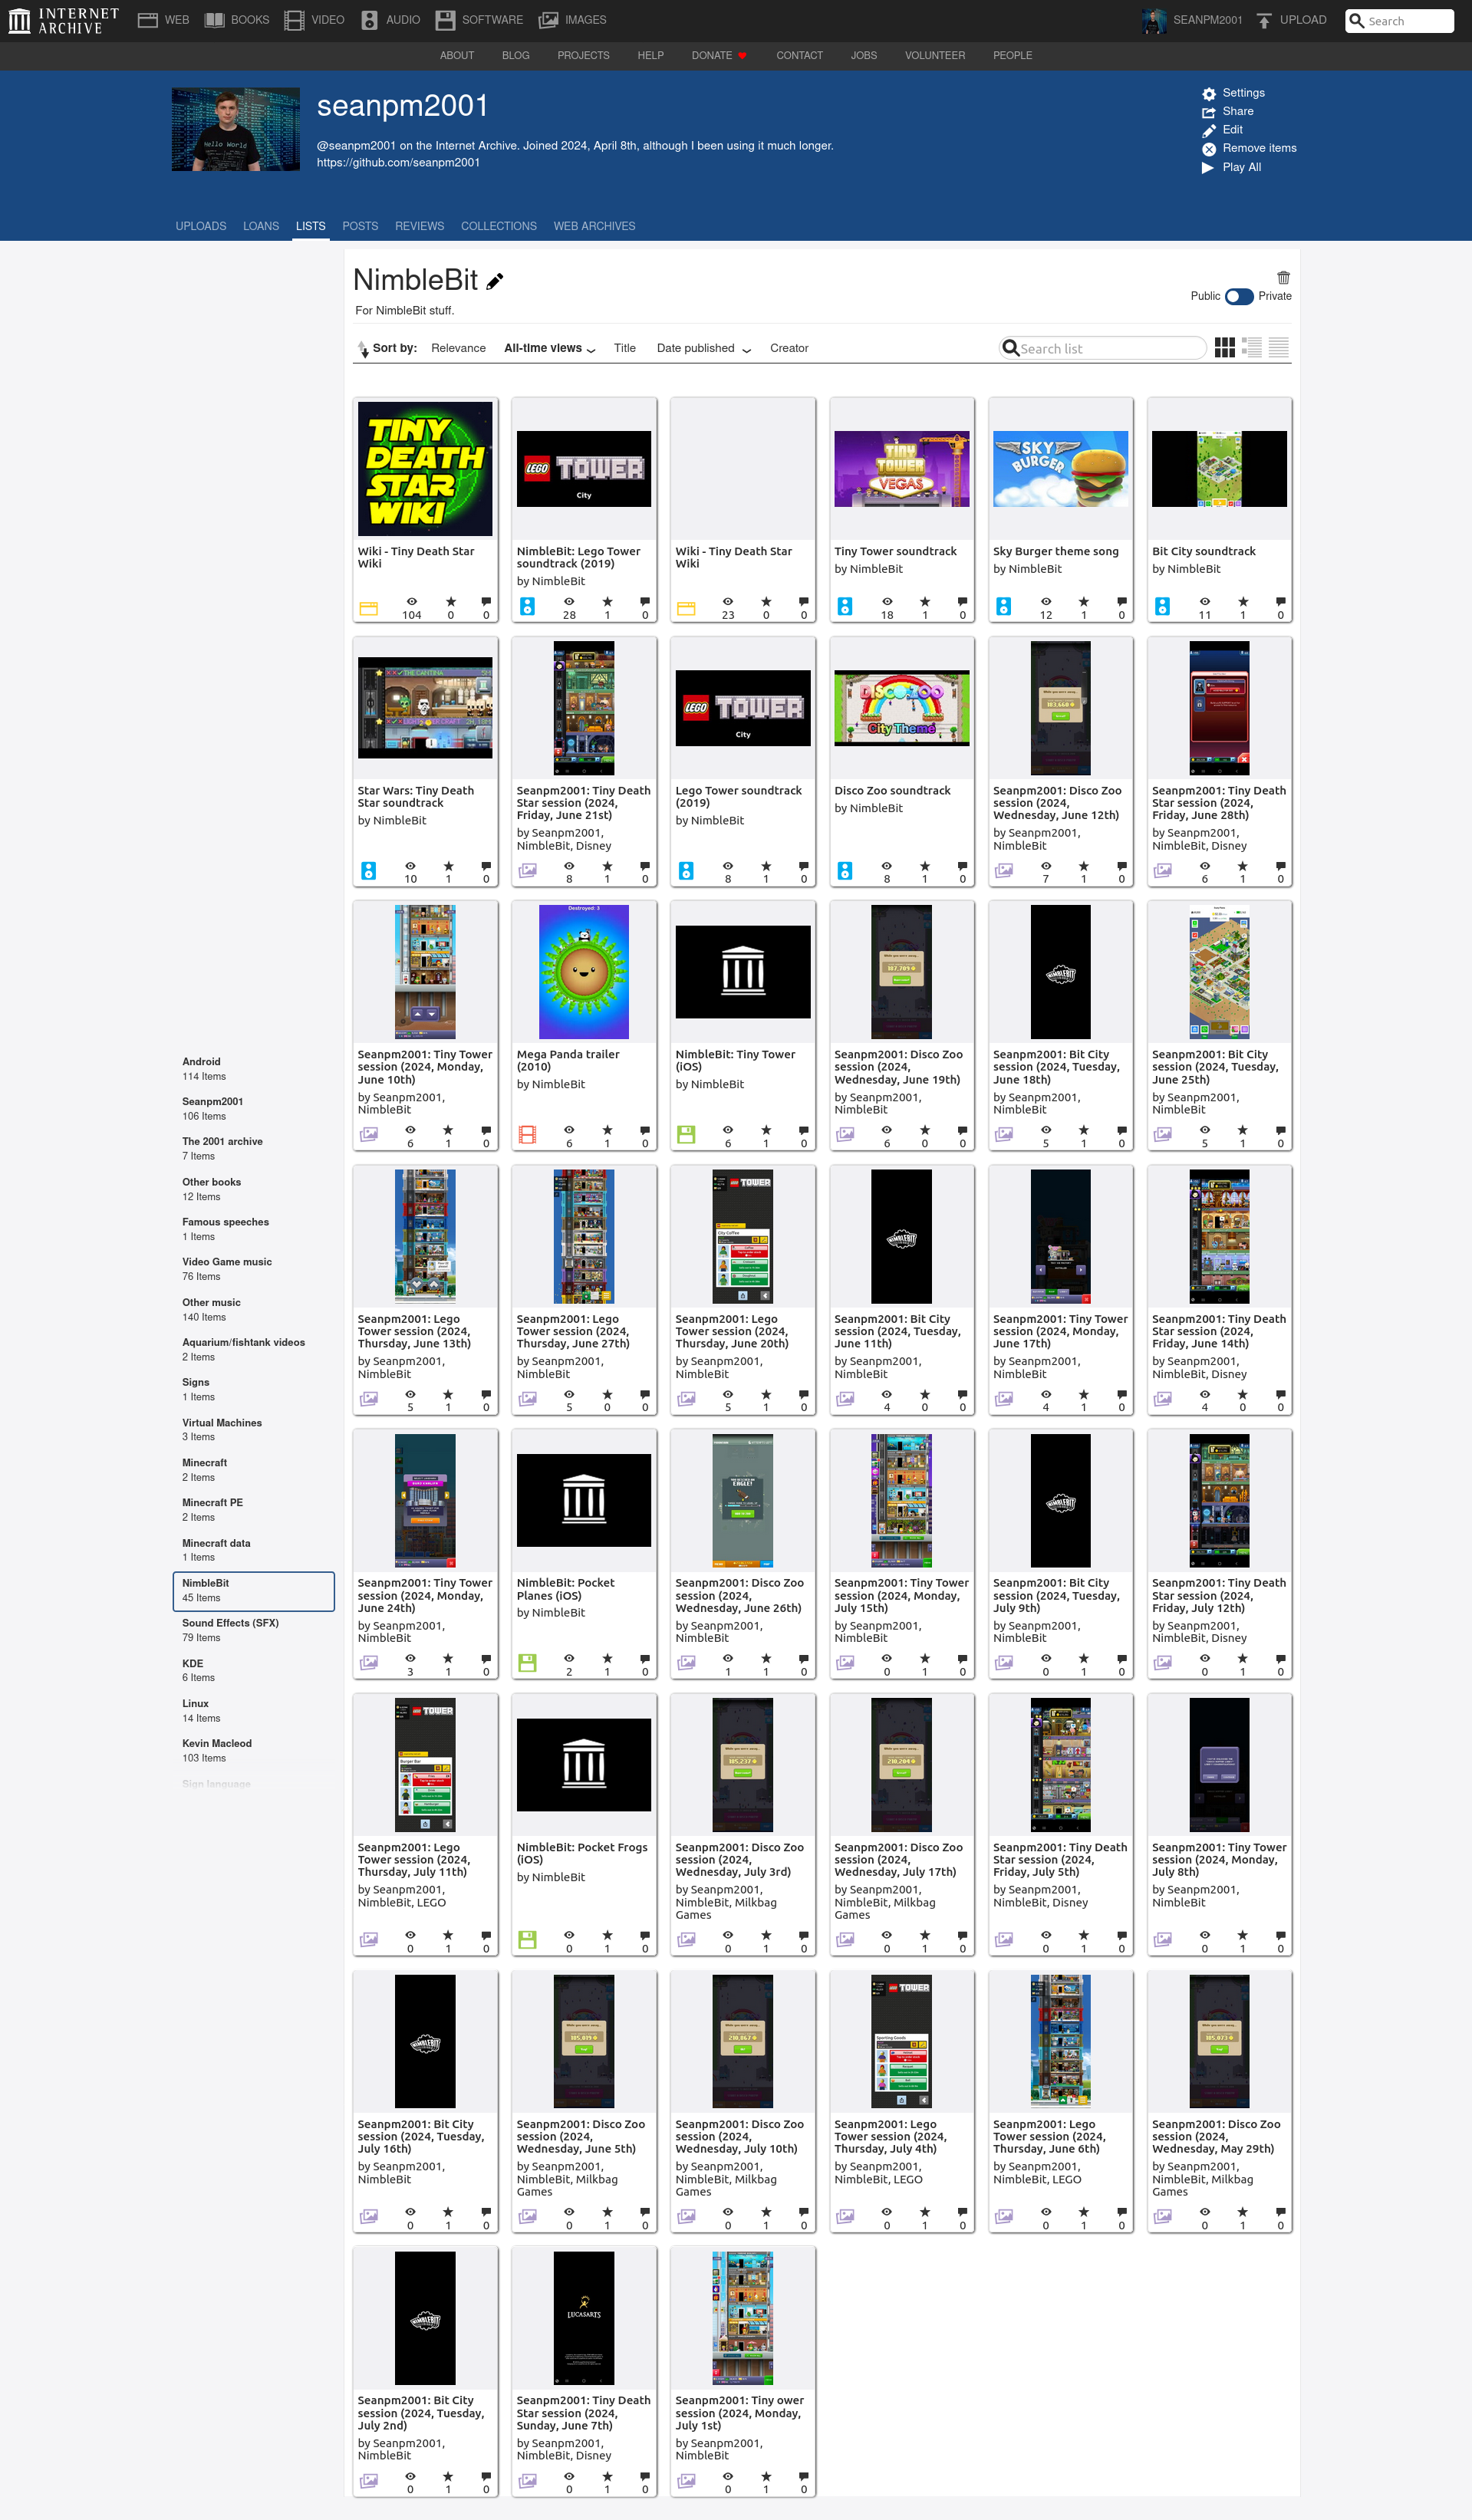 INTERNET ARCHIVE
WEB
BOOKS
VIDEO
AUDIO
SOFTWARE
IMAGES
SEANPM2001
UPLOAD
Search
ABOUT
BLOG
PROJECTS
HELP
DONATE
CONTACT
JOBS
VOLUNTEER
PEOPLE
Hello World
seanpm2001
@seanpm2001 on the Internet Archive. Joined 2024, April 8th, although I been using it much longer.
https://github.com/seanpm2001
Settings
Share
Edit
Remove items
Play All
UPLOADS
LOANS
LISTS
POSTS
REVIEWS
COLLECTIONS
WEB ARCHIVES
NimbleBit
For NimbleBit stuff.
Public
Private
Sort by:
Relevance
All-time views
Title
Date published
Creator
Search list
Android
114 Items
Seanpm2001
106 Items
The 2001 archive
7 Items
Other books
12 Items
Famous speeches
1 Items
Video Game music
76 Items
Other music
140 Items
Aquarium/fishtank videos
2 Items
Signs
1 Items
Virtual Machines
3 Items
Minecraft
2 Items
Minecraft PE
2 Items
Minecraft data
1 Items
NimbleBit
45 Items
Sound Effects (SFX)
79 Items
KDE
6 Items
Linux
14 Items
Kevin Macleod
103 Items
Sign language
TINY
DEATH
STAR
WIKI
Wiki - Tiny Death Star
Wiki
104 0 0
LEGO TOWER
City
NimbleBit: Lego Tower
soundtrack (2019)
by NimbleBit
28 1 0
Wiki - Tiny Death Star
Wiki
23 0 0
TINY TOWER
VEGAS
Tiny Tower soundtrack
by NimbleBit
18 1 0
SKY
BURGER
Sky Burger theme song
by NimbleBit
12 1 0
Bit City soundtrack
by NimbleBit
11 1 0
THE CANTINA
Star Wars: Tiny Death
Star soundtrack
by NimbleBit
10 1 0
Seanpm2001: Tiny Death
Star session (2024,
Friday, June 21st)
by Seanpm2001,
NimbleBit, Disney
8 1 0
LEGO TOWER
City
Lego Tower soundtrack
(2019)
by NimbleBit
8 1 0
DISCO ZOO
City Theme
Disco Zoo soundtrack
by NimbleBit
8 1 0
Seanpm2001: Disco Zoo
session (2024,
Wednesday, June 12th)
by Seanpm2001,
NimbleBit
7 1 0
Seanpm2001: Tiny Death
Star session (2024,
Friday, June 28th)
by Seanpm2001,
NimbleBit, Disney
6 1 0
Seanpm2001: Tiny Tower
session (2024, Monday,
June 10th)
by Seanpm2001,
NimbleBit
6 1 0
Destroyed: 3
Mega Panda trailer
(2010)
by NimbleBit
6 1 0
NimbleBit: Tiny Tower
(iOS)
by NimbleBit
6 1 0
Seanpm2001: Disco Zoo
session (2024,
Wednesday, June 19th)
by Seanpm2001,
NimbleBit
6 0 0
NIMBLEBIT
Seanpm2001: Bit City
session (2024, Tuesday,
June 18th)
by Seanpm2001,
NimbleBit
5 1 0
Seanpm2001: Bit City
session (2024, Tuesday,
June 25th)
by Seanpm2001,
NimbleBit
5 1 0
Seanpm2001: Lego
Tower session (2024,
Thursday, June 13th)
by Seanpm2001,
NimbleBit
5 1 0
Seanpm2001: Lego
Tower session (2024,
Thursday, June 27th)
by Seanpm2001,
NimbleBit
5 0 0
TOWER
City Coffee
Seanpm2001: Lego
Tower session (2024,
Thursday, June 20th)
by Seanpm2001,
NimbleBit
5 1 0
NIMBLEBIT
Seanpm2001: Bit City
session (2024, Tuesday,
June 11th)
by Seanpm2001,
NimbleBit
4 0 0
Seanpm2001: Tiny Tower
session (2024, Monday,
June 17th)
by Seanpm2001,
NimbleBit
4 1 0
Seanpm2001: Tiny Death
Star session (2024,
Friday, June 14th)
by Seanpm2001,
NimbleBit, Disney
4 0 0
Seanpm2001: Tiny Tower
session (2024, Monday,
June 24th)
by Seanpm2001,
NimbleBit
3 1 0
NimbleBit: Pocket
Planes (iOS)
by NimbleBit
2 1 0
EAGLE!
Seanpm2001: Disco Zoo
session (2024,
Wednesday, June 26th)
by Seanpm2001,
NimbleBit
1 1 0
Seanpm2001: Tiny Tower
session (2024, Monday,
July 15th)
by Seanpm2001,
NimbleBit
0 1 0
NIMBLEBIT
Seanpm2001: Bit City
session (2024, Tuesday,
July 9th)
by Seanpm2001,
NimbleBit
0 1 0
Seanpm2001: Tiny Death
Star session (2024,
Friday, July 12th)
by Seanpm2001,
NimbleBit, Disney
0 1 0
TOWER
Burger Bar
Seanpm2001: Lego
Tower session (2024,
Thursday, July 11th)
by Seanpm2001,
NimbleBit, LEGO
0 1 0
NimbleBit: Pocket Frogs
(iOS)
by NimbleBit
0 1 0
Seanpm2001: Disco Zoo
session (2024,
Wednesday, July 3rd)
by Seanpm2001,
NimbleBit, Milkbag
Games
0 1 0
Seanpm2001: Disco Zoo
session (2024,
Wednesday, July 17th)
by Seanpm2001,
NimbleBit, Milkbag
Games
0 1 0
Seanpm2001: Tiny Death
Star session (2024,
Friday, July 5th)
by Seanpm2001,
NimbleBit, Disney
0 1 0
Seanpm2001: Tiny Tower
session (2024, Monday,
July 8th)
by Seanpm2001,
NimbleBit
0 1 0
NIMBLEBIT
Seanpm2001: Bit City
session (2024, Tuesday,
July 16th)
by Seanpm2001,
NimbleBit
0 1 0
Seanpm2001: Disco Zoo
session (2024,
Wednesday, June 5th)
by Seanpm2001,
NimbleBit, Milkbag
Games
0 1 0
Seanpm2001: Disco Zoo
session (2024,
Wednesday, July 10th)
by Seanpm2001,
NimbleBit, Milkbag
Games
0 1 0
TOWER
Sporting Goods
Seanpm2001: Lego
Tower session (2024,
Thursday, July 4th)
by Seanpm2001,
NimbleBit, LEGO
0 1 0
Seanpm2001: Lego
Tower session (2024,
Thursday, June 6th)
by Seanpm2001,
NimbleBit, LEGO
0 1 0
Seanpm2001: Disco Zoo
session (2024,
Wednesday, May 29th)
by Seanpm2001,
NimbleBit, Milkbag
Games
0 1 0
NIMBLEBIT
Seanpm2001: Bit City
session (2024, Tuesday,
July 2nd)
by Seanpm2001,
NimbleBit
0 1 0
LUCASARTS
Seanpm2001: Tiny Death
Star session (2024,
Sunday, June 7th)
by Seanpm2001,
NimbleBit, Disney
0 1 0
Seanpm2001: Tiny ower
session (2024, Monday,
July 1st)
by Seanpm2001,
NimbleBit
0 1 0